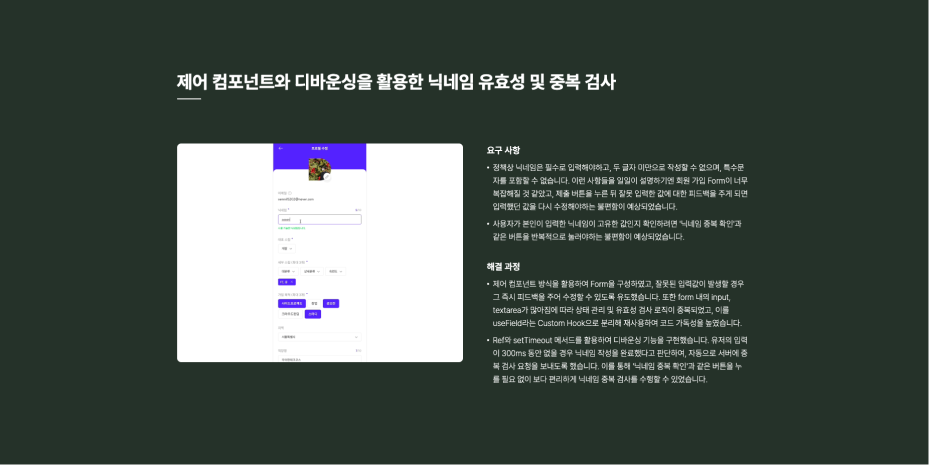 제어 컴포넌트와 디바운싱을 활용한 닉네임 유효성 및 중복 검사
프로필 수정
요구 사항
• 정책상 닉네임은 필수로 입력해야하고, 두 글자 미만으로 작성할 수 없으며, 특수문
자를 포함할 수 없습니다. 이런 사항들을 일일이 설명하기엔 회원 가입 Form이 너무
복잡해질 것 같았고, 제출 버튼을 누른 뒤 잘못 입력한 값에 대한 피드백을 주게 되면
입력했던 값을 다시 수정해야하는 불편함이 예상되었습니다.
• 사용자가 본인이 입력한 닉네임이 고유한 값인지 확인하려면 '닉네임 중복 확인'과
같은 버튼을 반복적으로 눌러야하는 불편함이 예상되었습니다.
해결 과정
• 제어 컴포넌트 방식을 활용하여 Form을 구성하였고, 잘못된 입력값이 발생할 경우
그 즉시 피드백을 주어 수정할 수 있도록 유도했습니다. 또한 form 내의 input,
textarea가 많아짐에 따라 상태 관리 및 유효성 검사 로직이 중복되었고, 이를
useField라는 Custom Hook으로 분리해 재사용하여 코드 가독성을 높였습니다.
• Ref와 setTimeout 메서드를 활용하여 디바운싱 기능을 구현했습니다. 유저의 입력
이 300ms 동안 없을 경우 닉네임 작성을 완료했다고 판단하여, 자동으로 서버에 중
복 검사 요청을 보내도록 했습니다. 이를 통해 '닉네임 중복 확인'과 같은 버튼을 누
를 필요 없이 보다 편리하게 닉네임 중복 검사를 수행할 수 있었습니다.